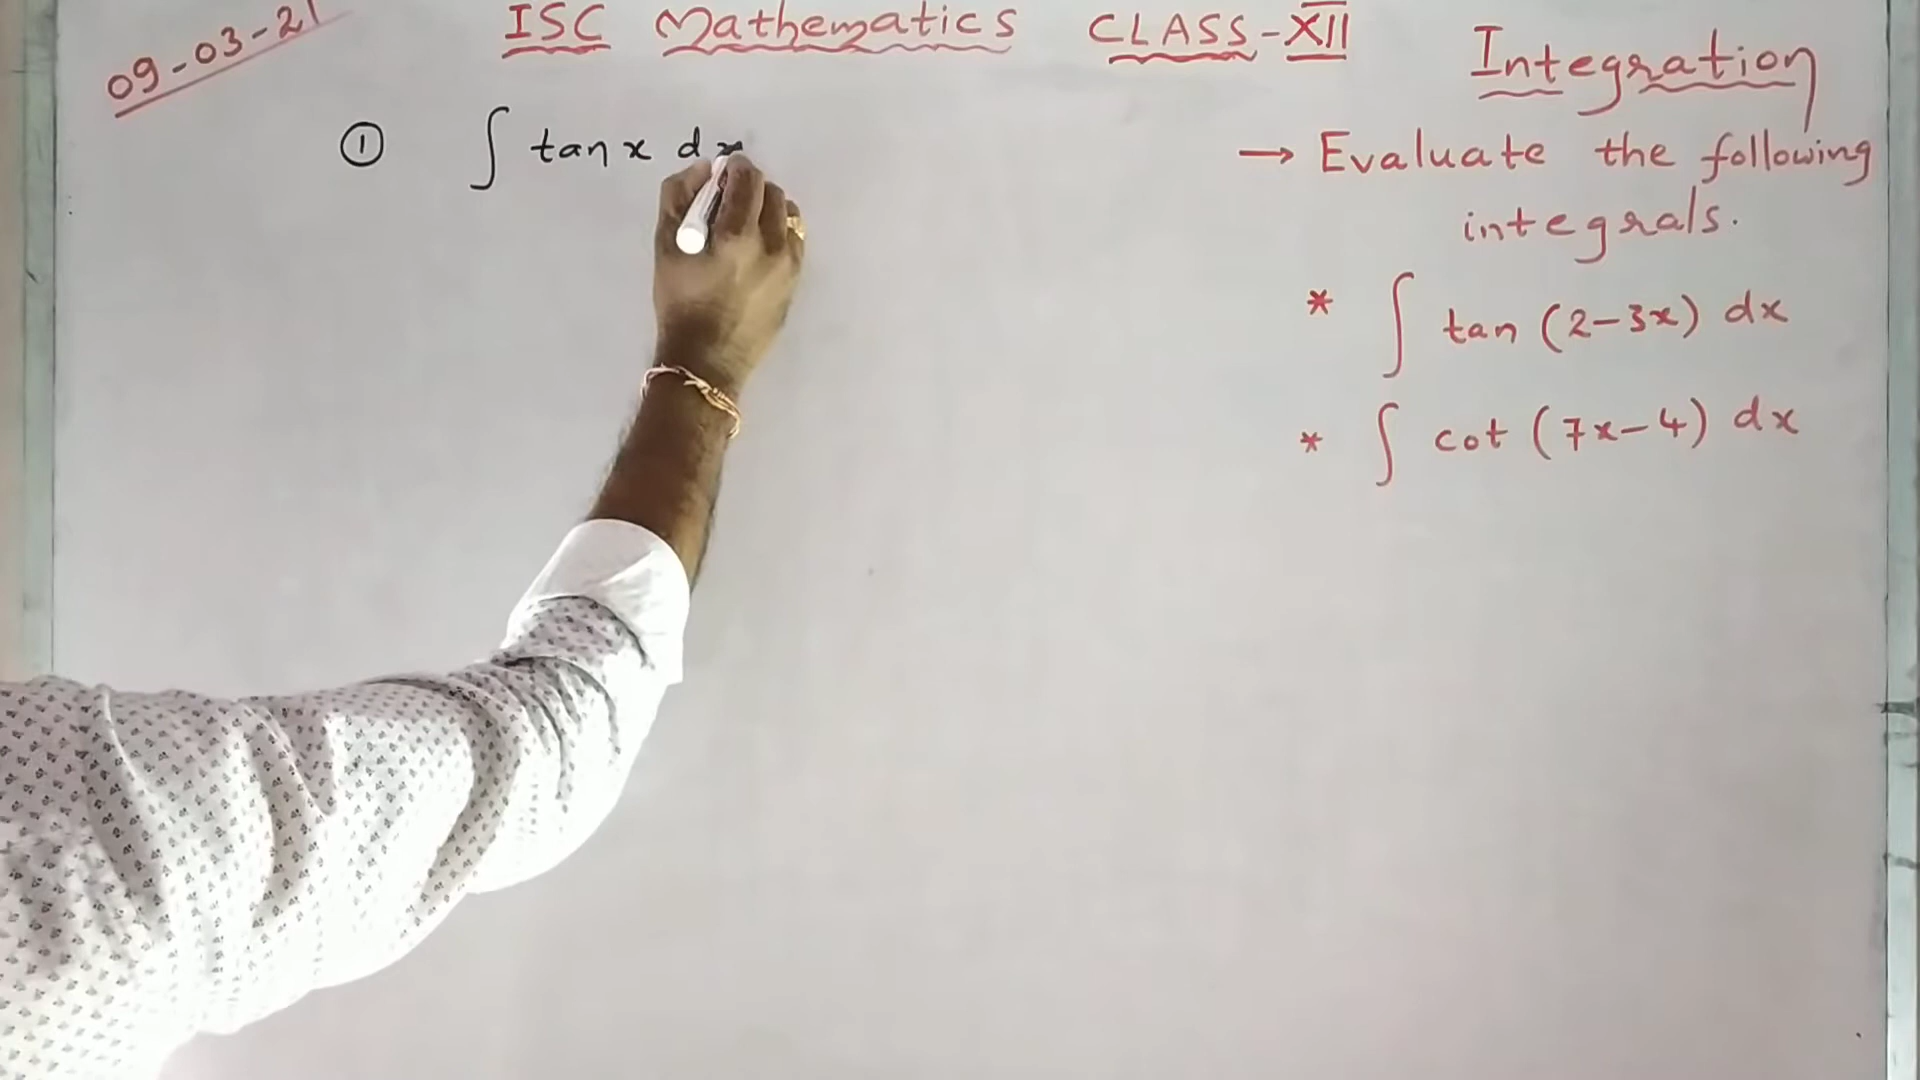 09-03-21
ISC Mathematics CLASS-XII
Integration
① ∫ tan x dx
→ Evaluate the following
integrals.
* ∫ tan (2-3x) dx
* ∫ cot (7x-4) dx